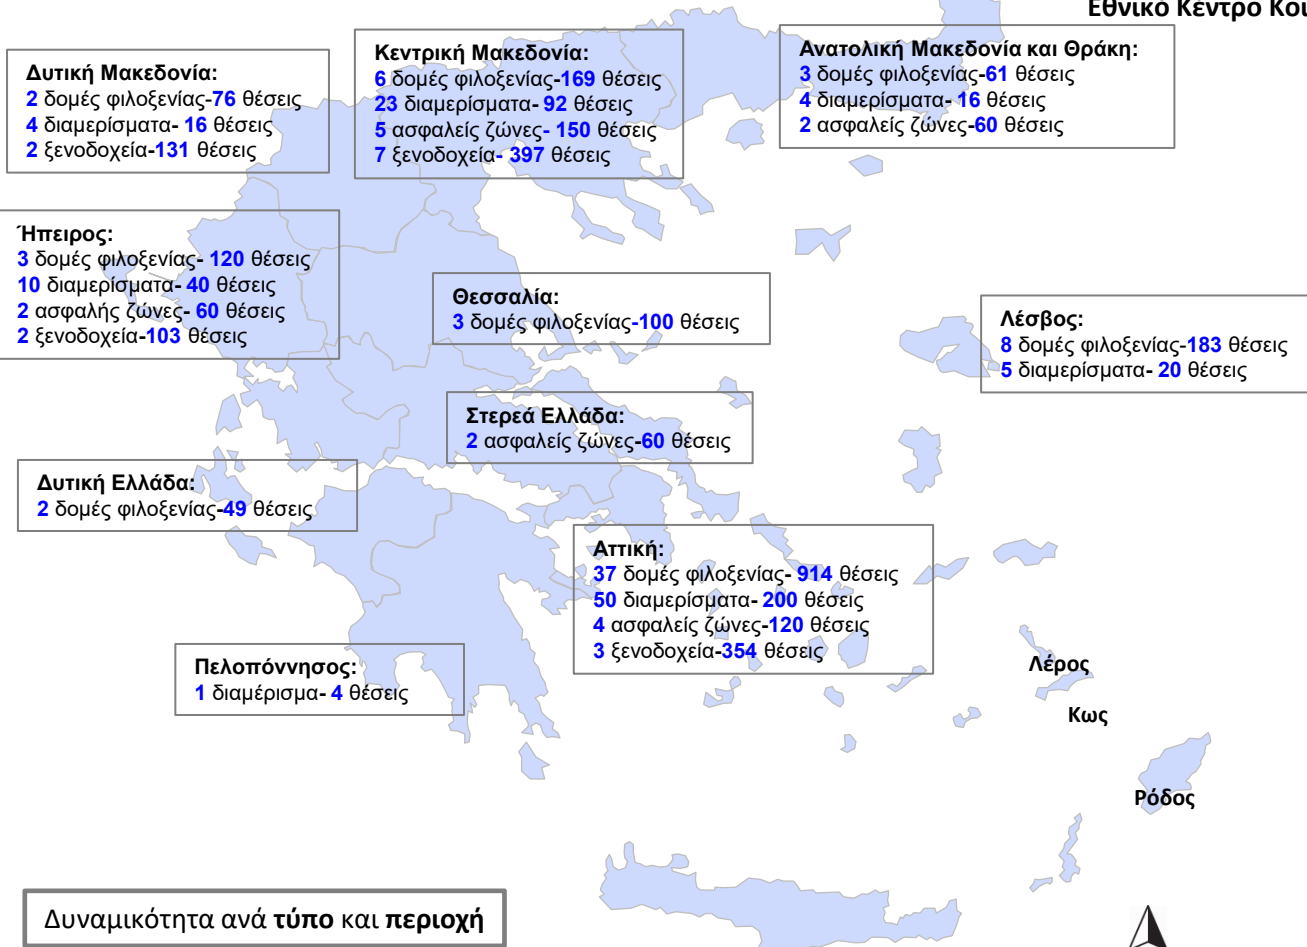 Εθνικό Κέντρο
Δυτική Μακεδονία:
2 δομές φιλοξενίας-76 θέσεις
4 διαμερίσματα- 16 θέσεις
2 ξενοδοχεία-131 θέσεις
Κεντρική Μακεδονία:
6 δομές φιλοξενίας-169 θέσεις
23 διαμερίσματα- 92 θέσεις
5 ασφαλείς ζώνες- 150 θέσεις
7 ξενοδοχεία- 397 θέσεις
Ανατολική Μακεδονία και Θράκη:
3 δομές φιλοξενίας-61 θέσεις
4 διαμερίσματα- 16 θέσεις
2 ασφαλείς ζώνες-60 θέσεις
Ήπειρος:
3 δομές φιλοξενίας- 120 θέσεις
10 διαμερίσματα- 40 θέσεις
2 ασφαλής ζώνες- 60 θέσεις
2 ξενοδοχεία-103 θέσεις
Θεσσαλία:
3 δομές φιλοξενίας-100 θέσεις
Λέσβος:
8 δομές φιλοξενίας-183 θέσεις
5 διαμερίσματα- 20 θέσεις
Στερεά Ελλάδα:
2 ασφαλείς ζώνες-60 θέσεις
Δυτική Ελλάδα:
2 δομές φιλοξενίας-49 θέσεις
Αττική:
37 δομές φιλοξενίας- 914 θέσεις
50 διαμερίσματα- 200 θέσεις
4 ασφαλείς ζώνες-120 θέσεις
3 ξενοδοχεία-354 θέσεις
Πελοπόννησος:
1 διαμέρισμα- 4 θέσεις
Λέρος
Κως
Ρόδος
Δυναμικότητα ανά τύπο και περιοχή